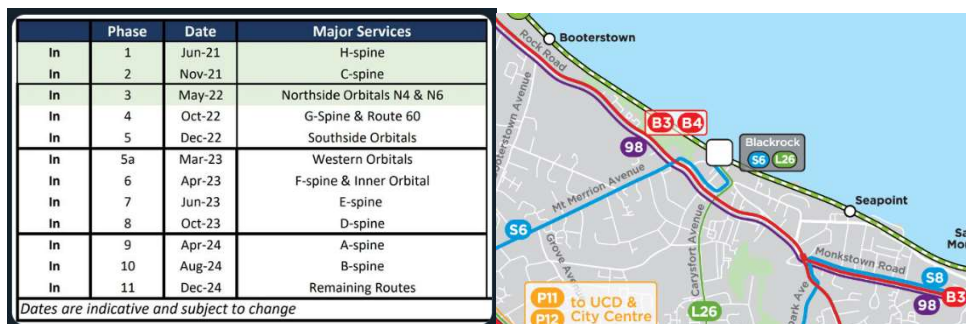 Phase Date Major Services
In 1 Jun-21 H-spine
In 2 Nov-21 C-spine
In 3 May-22 Northside Orbitals N4 & N6
In 4 Oct-22 G-Spine & Route 60
In 5 Dec-22 Southside Orbitals
In 5a Mar-23 Western Orbitals
In 6 Apr-23 F-spine & Inner Orbital
In 7 Jun-23 E-spine
In 8 Oct-23 D-spine
In 9 Apr-24 A-spine
In 10 Aug-24 B-spine
In 11 Dec-24 Remaining Routes
Dates are indicative and subject to change
Rock Road
Booterstown
Booterstown Avenue
B3 B4
98
Blackrock
S6 L26
Mt Merrion Avenue
Seapoint
S6
Grove Avenue
Carysfort Avenue
Monkstown Road
S8
B3
98
P11
P12
to UCD &
City Centre
L26